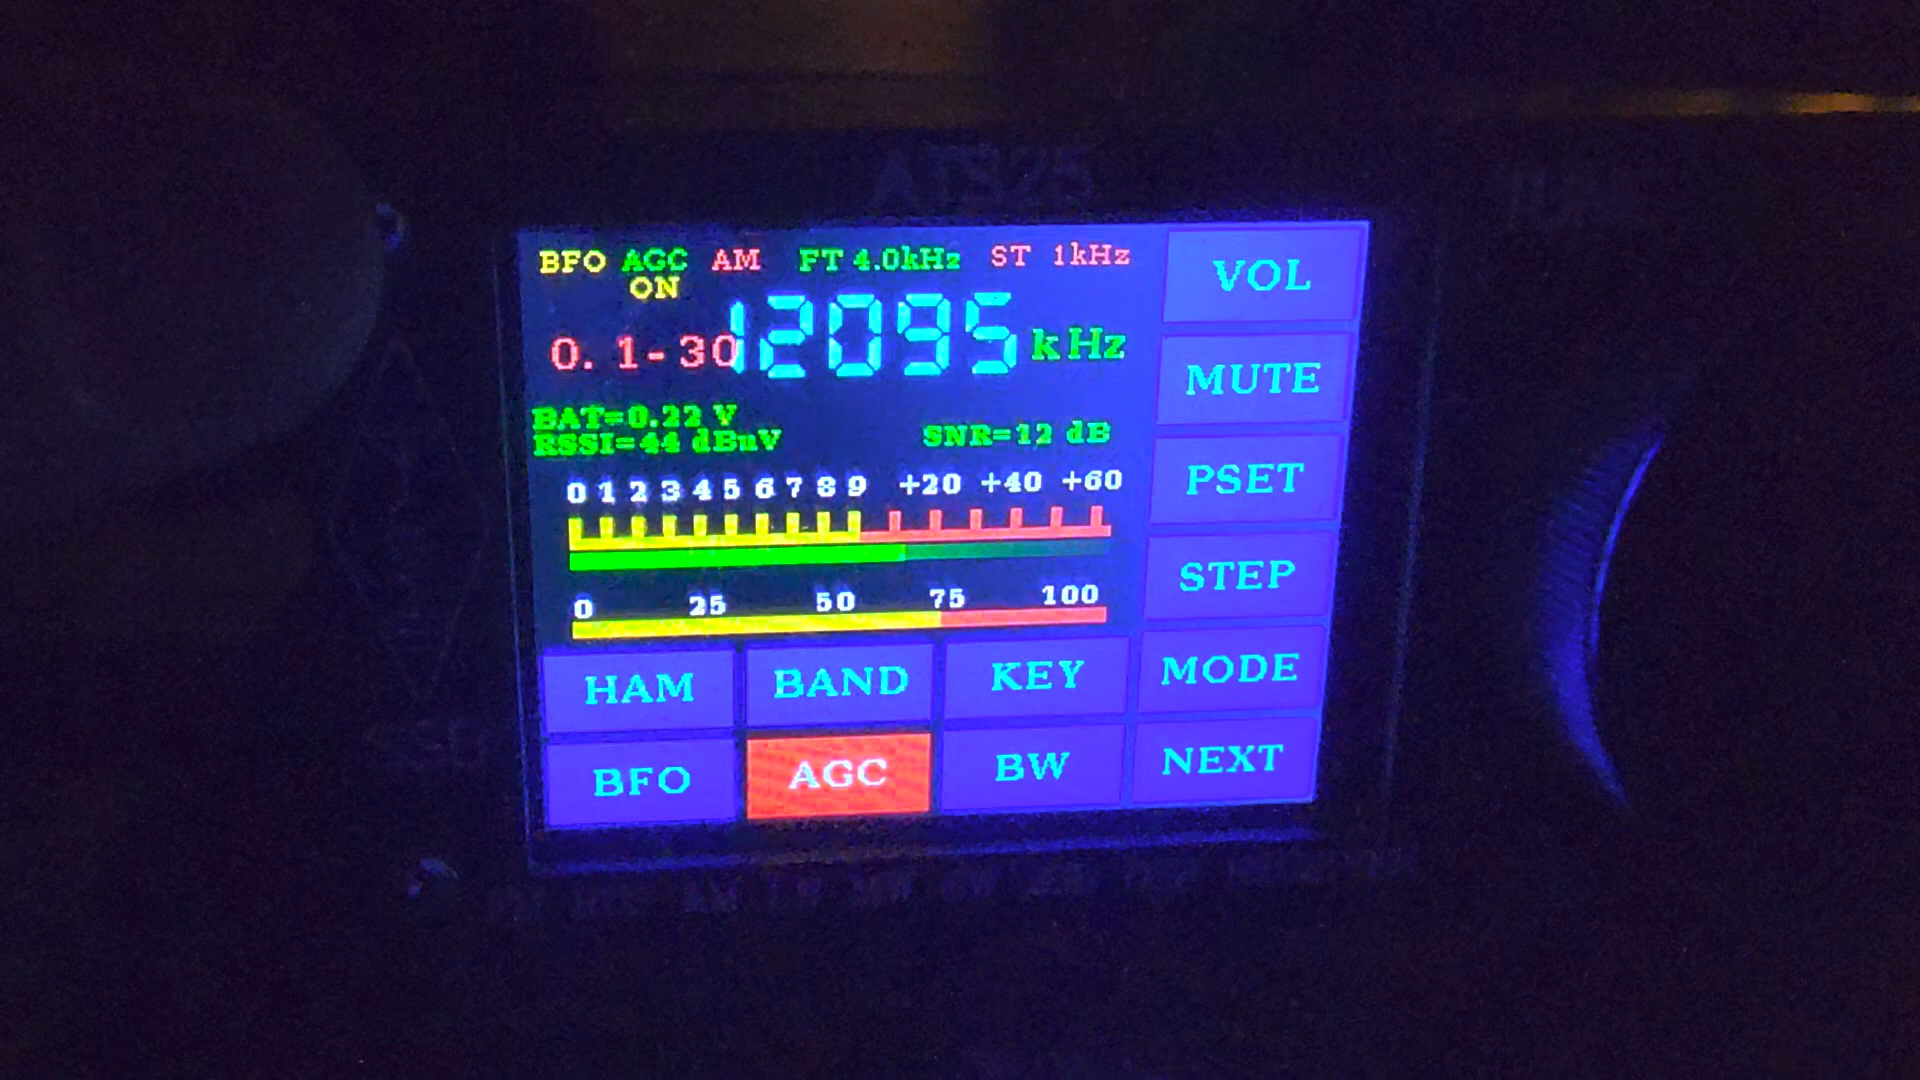 ATS25
BFO AGC AM FT 4.0kHz ST 1kHz
ON
0.1-30 12095 kHz
BAT=0.22 V
RSSI=44 dBuV SNR=12 dB
0 1 2 3 4 5 6 7 8 9 +20 +40 +60
0 25 50 75 100
VOL
MUTE
PSET
STEP
HAM BAND KEY MODE
BFO AGC BW NEXT